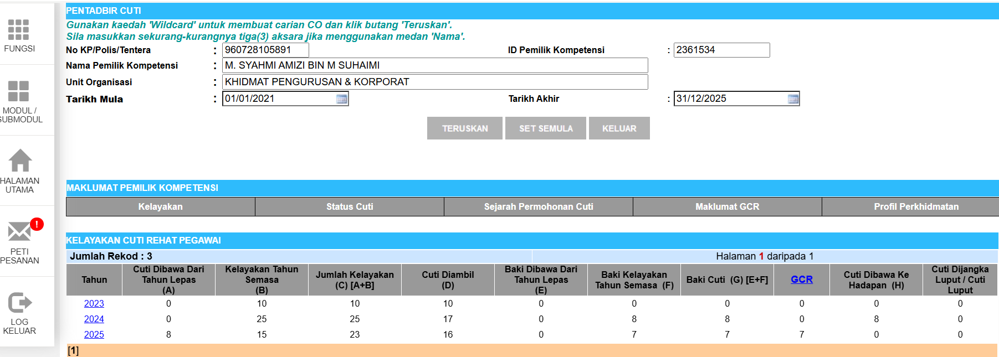 PENTADBIR CUTI
Gunakan kaedah 'Wildcard' untuk membuat carian CO dan klik butang 'Teruskan'.
Sila masukkan sekurang-kurangnya tiga(3) aksara jika menggunakan medan 'Nama'.
No KP/Polis/Tentera : 960728105891 ID Pemilik Kompetensi : 2361534
Nama Pemilik Kompetensi : M. SYAHMI AMIZI BIN M SUHAIMI
Unit Organisasi : KHIDMAT PENGURUSAN & KORPORAT
Tarikh Mula : 01/01/2021 Tarikh Akhir : 31/12/2025
TERUSKAN SET SEMULA KELUAR
FUNGSI
MODUL /
SUBMODUL
HALAMAN
UTAMA
!
PETI
PESANAN
LOG
KELUAR
MAKLUMAT PEMILIK KOMPETENSI
Kelayakan Status Cuti Sejarah Permohonan Cuti Maklumat GCR Profil Perkhidmatan
KELAYAKAN CUTI REHAT PEGAWAI
Jumlah Rekod : 3 Halaman 1 daripada 1
Tahun Cuti Dibawa Dari Tahun Lepas (A) Kelayakan Tahun Semasa (B) Jumlah Kelayakan (C) [A+B] Cuti Diambil (D) Baki Dibawa Dari Tahun Lepas (E) Baki Kelayakan Tahun Semasa (F) Baki Cuti (G) [E+F] GCR Cuti Dibawa Ke Hadapan (H) Cuti Dijangka Luput / Cuti Luput
2023 0 10 10 10 0 0 0 0 0 0
2024 0 25 25 17 0 8 8 0 8 0
2025 8 15 23 16 0 7 7 7 0 0
[1]